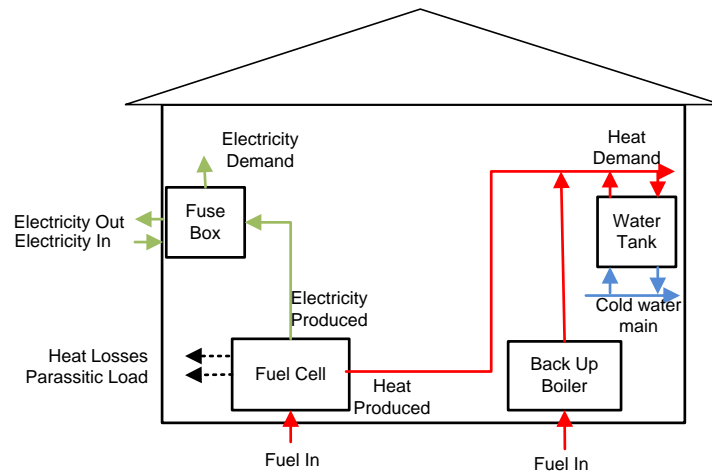 Electricity
Demand
Heat
Demand
Electricity Out
Electricity In
Fuse
Box
Water
Tank
Electricity
Produced
Cold water
main
Heat Losses
Parassitic Load
Fuel Cell
Heat
Produced
Back Up
Boiler
Fuel In
Fuel In